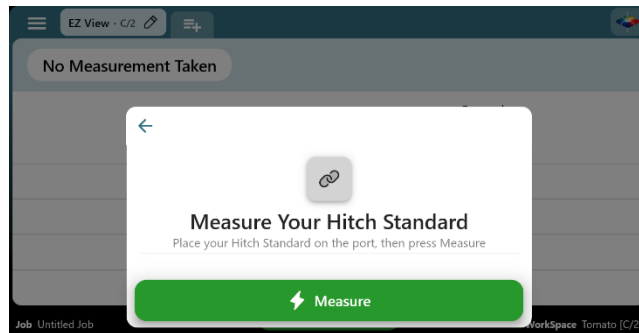 EZ View - C/2
No Measurement Taken
Measure Your Hitch Standard
Place your Hitch Standard on the port, then press Measure
Measure
Job Untitled Job
WorkSpace Tomato [C/2